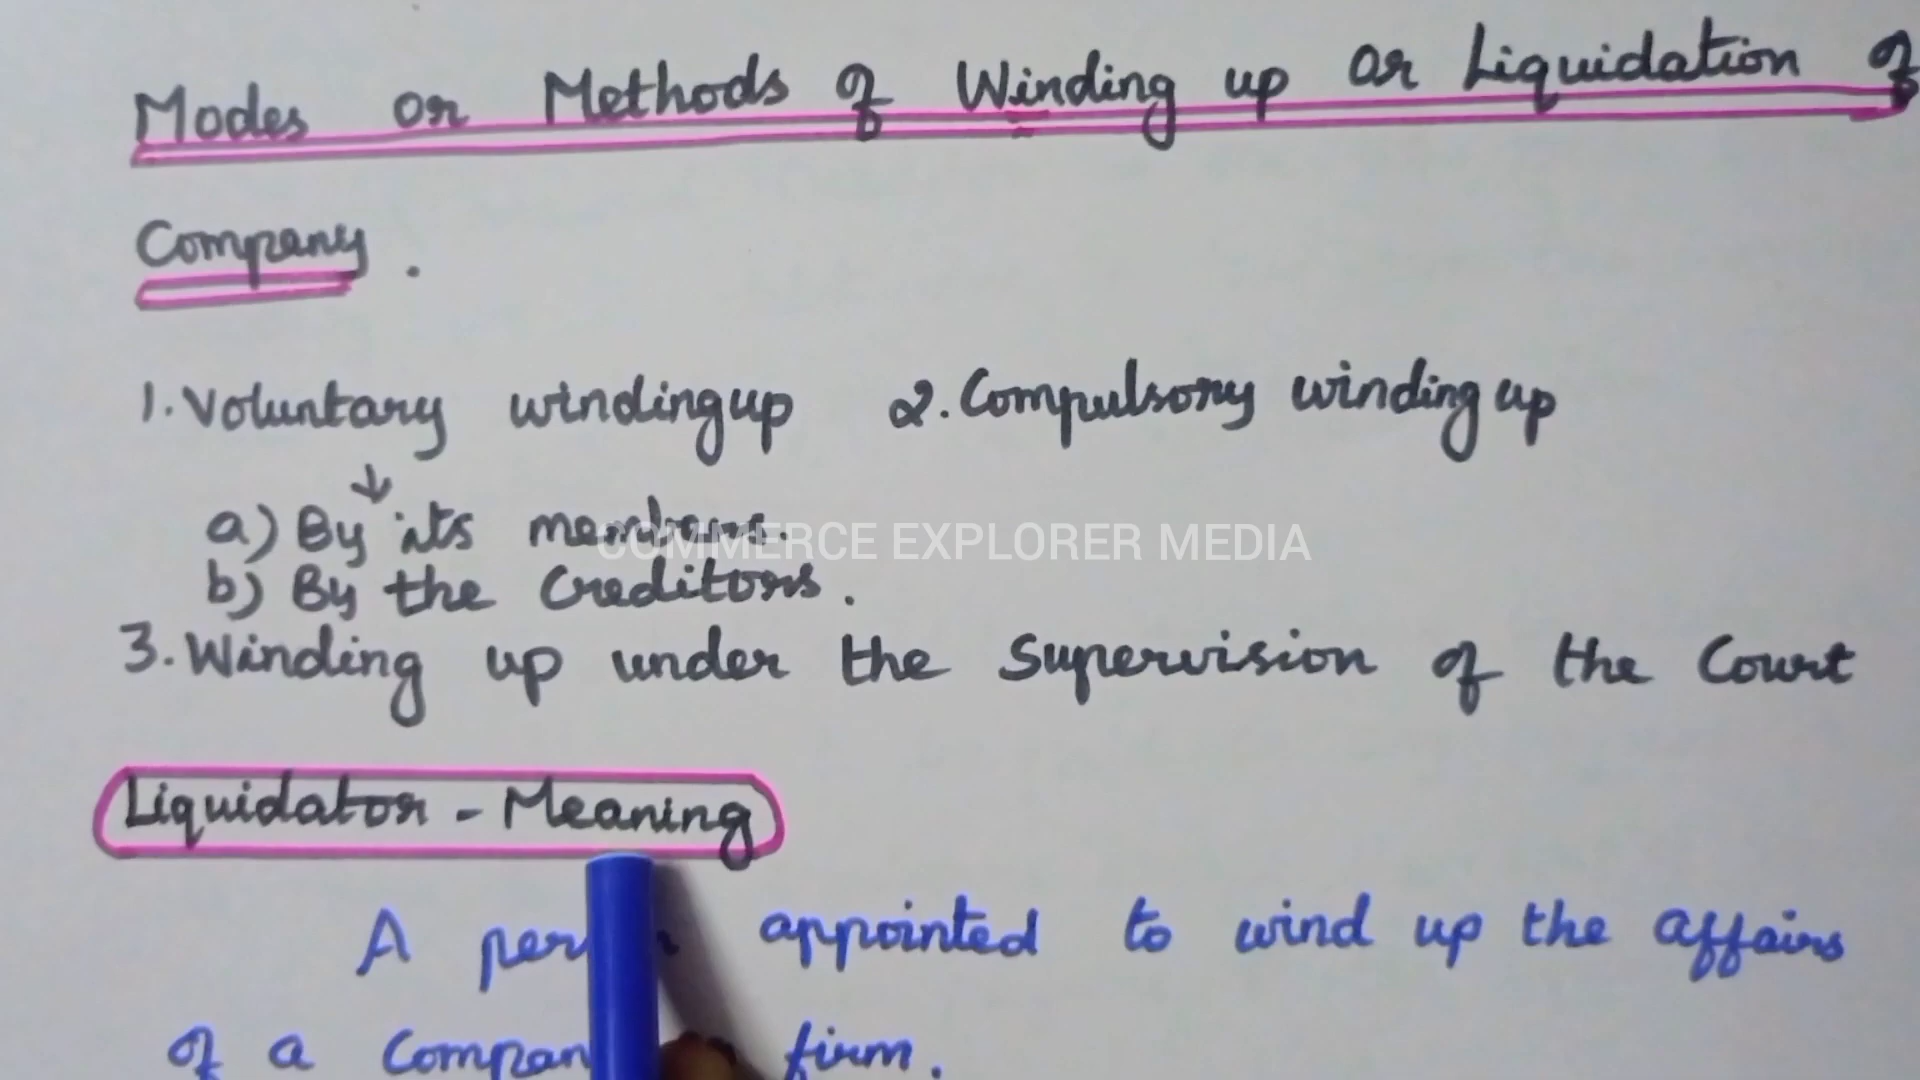 Modes or Methods of Winding up or Liquidation of
Company.
1. Voluntary winding up 2. Compulsory winding up
a) By its members.
COMMERCE EXPLORER MEDIA
b) By the Creditors.
3. Winding up under the Supervision of the Court
Liquidator - Meaning
A appointed to wind up the affairs
of a firm.